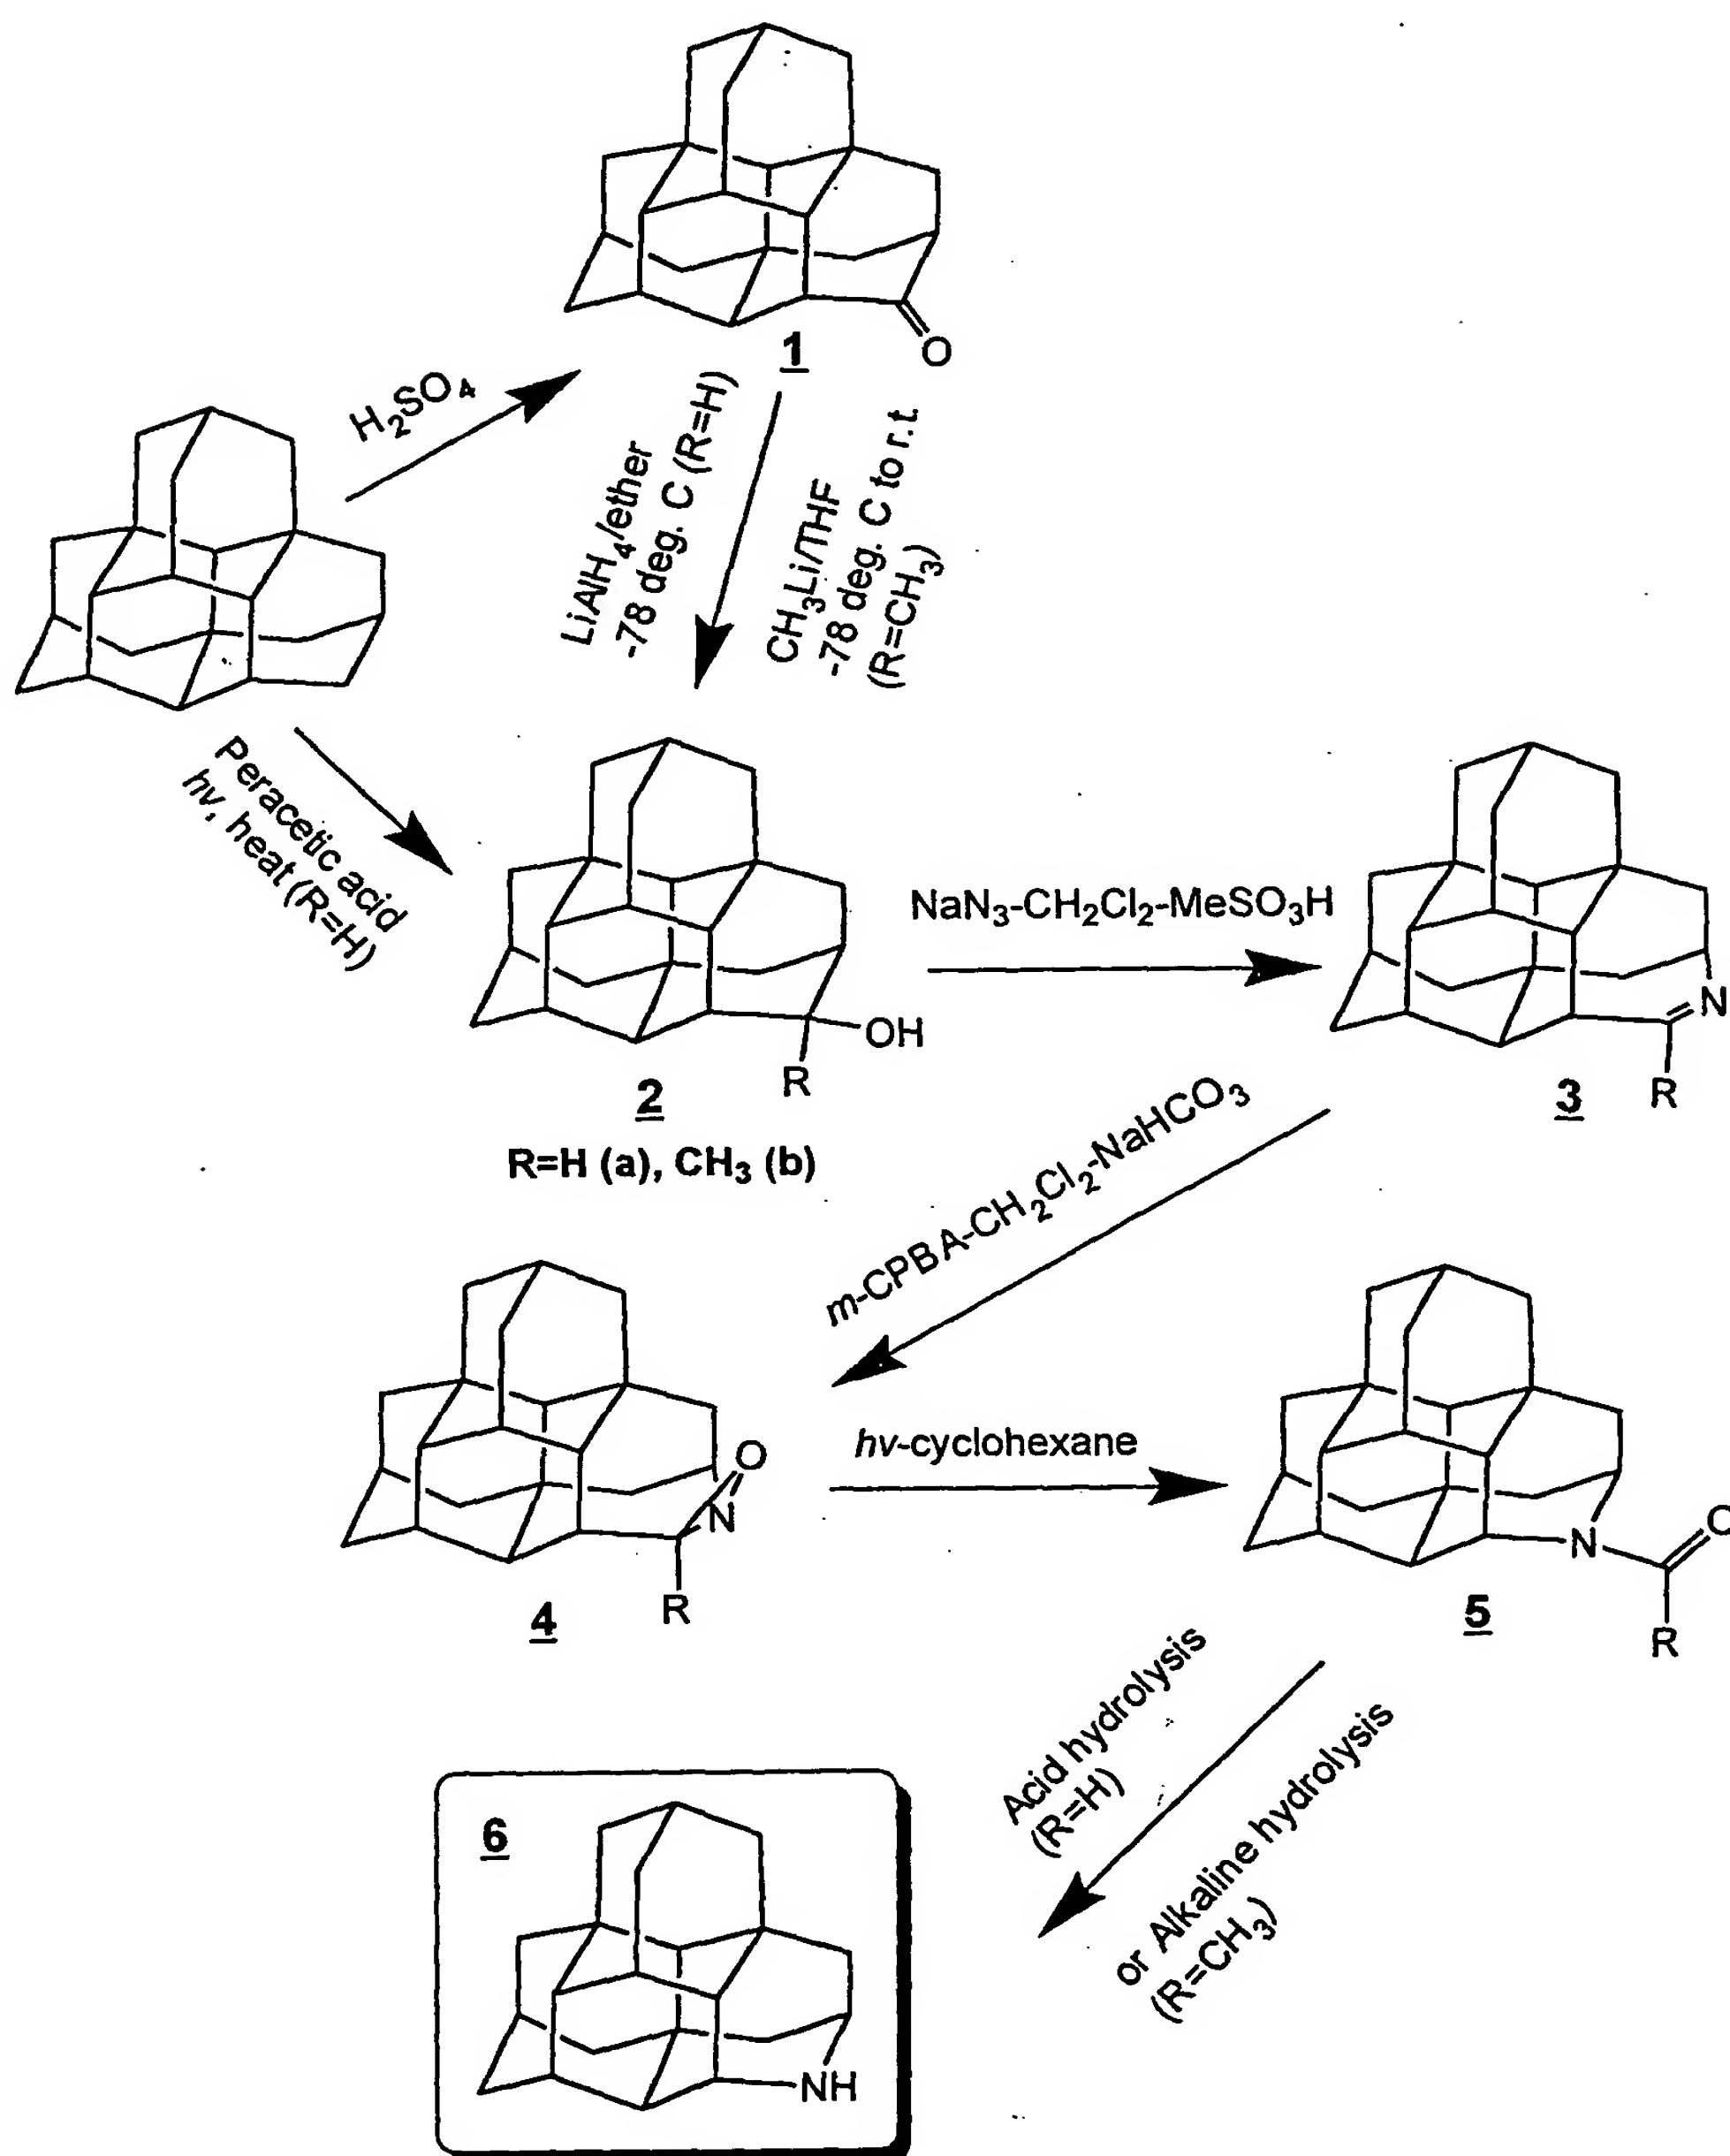 O
1
H₂SO₄
LiAlH₄/ether
-78 deg. C (R=H)
CH₃Li/THF
-78 deg. C to r.t.
(R=CH₃)
Peracetic acid
hv, heat (R=H)
OH
R
2
R=H (a), CH₃ (b)
NaN₃-CH₂Cl₂-MeSO₃H
N
R
3
m-CPBA-CH₂Cl₂-NaHCO₃
O
N
R
4
hv-cyclohexane
N
O
R
5
Acid hydrolysis
(R=H)
or Alkaline hydrolysis
(R=CH₃)
6
NH